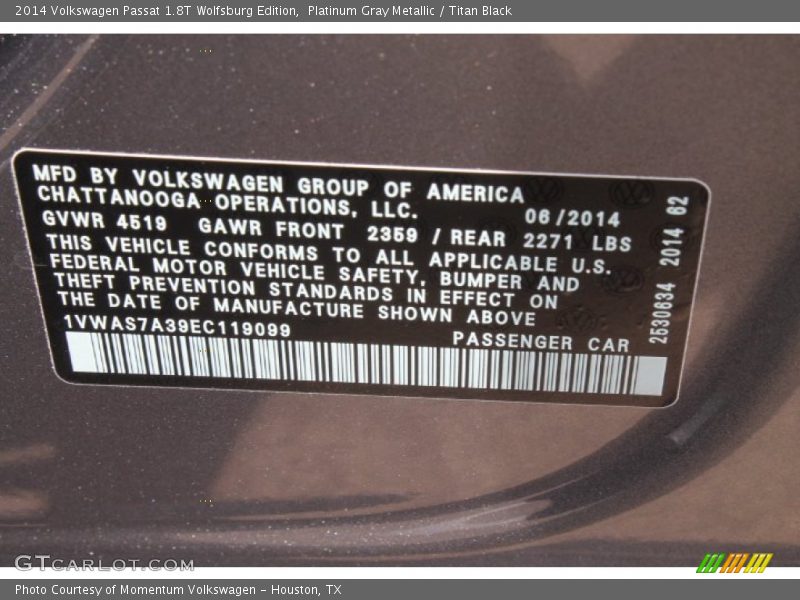 2014 Volkswagen Passat 1.8T Wolfsburg Edition,  Platinum Gray Metallic / Titan Black
MFD BY VOLKSWAGEN GROUP OF AMERICA
CHATTANOOGA OPERATIONS, LLC.
06/2014
GVWR 4519 GAWR FRONT 2359 / REAR 2271 LBS
THIS VEHICLE CONFORMS TO ALL APPLICABLE U.S.
FEDERAL MOTOR VEHICLE SAFETY, BUMPER AND
THEFT PREVENTION STANDARDS IN EFFECT ON
THE DATE OF MANUFACTURE SHOWN ABOVE
1VWAS7A39EC119099
PASSENGER CAR
2530634 2014 62
GTCARLOT.COM
Photo Courtesy of Momentum Volkswagen - Houston, TX